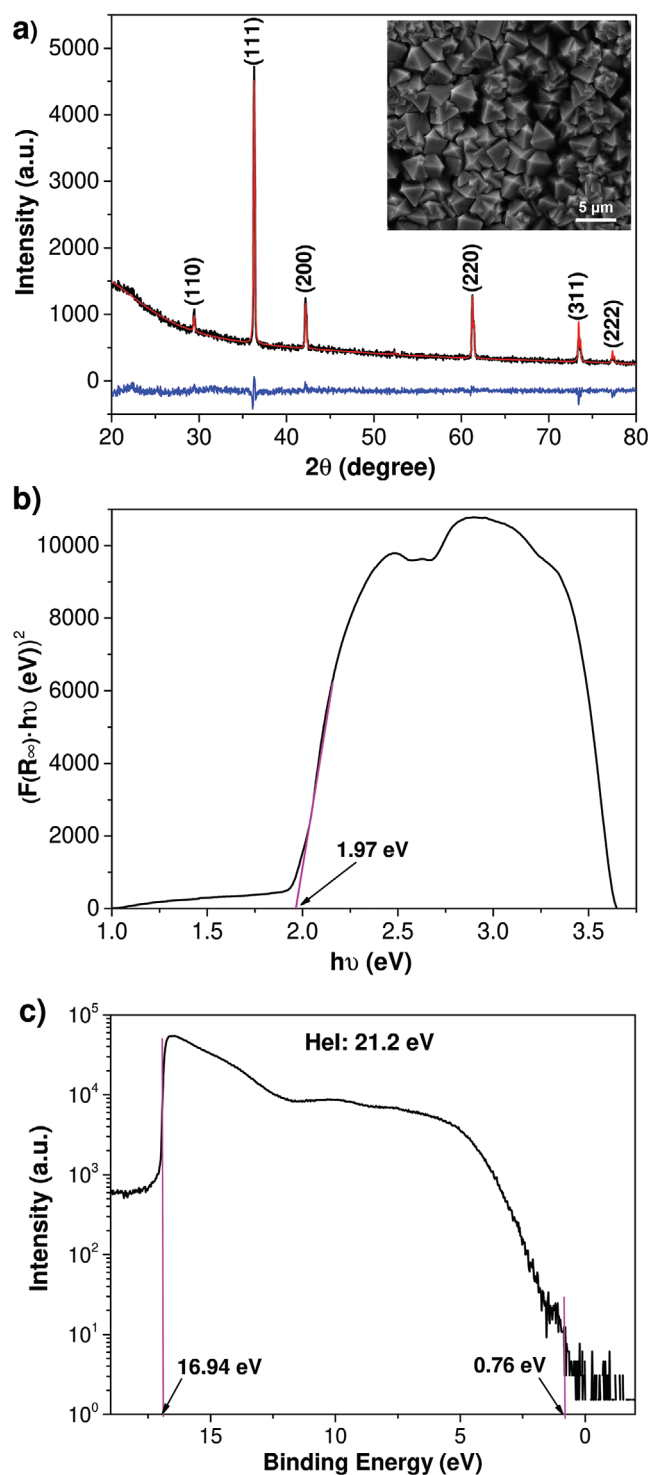 a)
5000
4000
3000
2000
1000
0
Intensity (a.u.)
(110)
(111)
(200)
(220)
(311)
(222)
5 µm
20 30 40 50 60 70 80
2θ (degree)
b)
10000
8000
6000
4000
2000
0
(F(R∞)·hυ (eV))²
1.97 eV
1.0 1.5 2.0 2.5 3.0 3.5
hυ (eV)
c)
HeI: 21.2 eV
10⁵
10⁴
10³
10²
10¹
10⁰
Intensity (a.u.)
16.94 eV
0.76 eV
15 10 5 0
Binding Energy (eV)